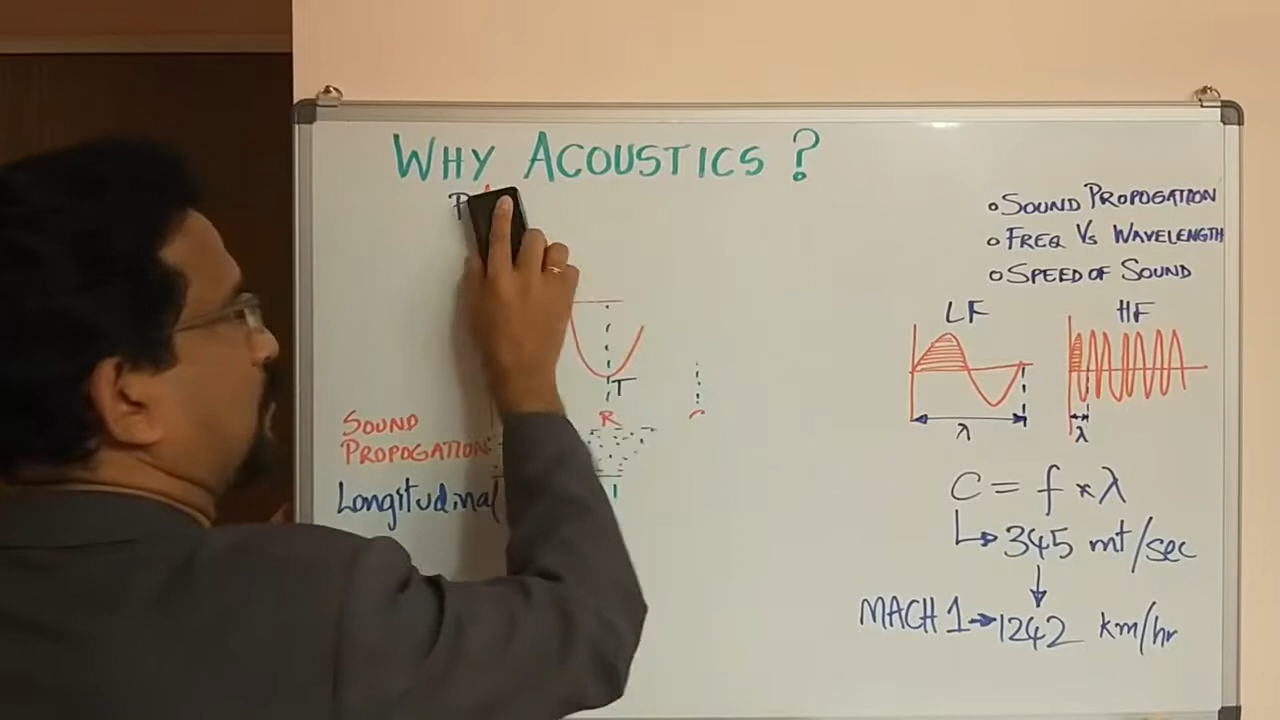 WHY ACOUSTICS ?
P
T
R
SOUND
PROPOGATION
Longitudinal
o SOUND PROPOGATION
o FREQ VS WAVELENGTH
o SPEED OF SOUND
LF HF
λ λ
C = f × λ
345 mt/sec
MACH 1 → 1242 km/hr